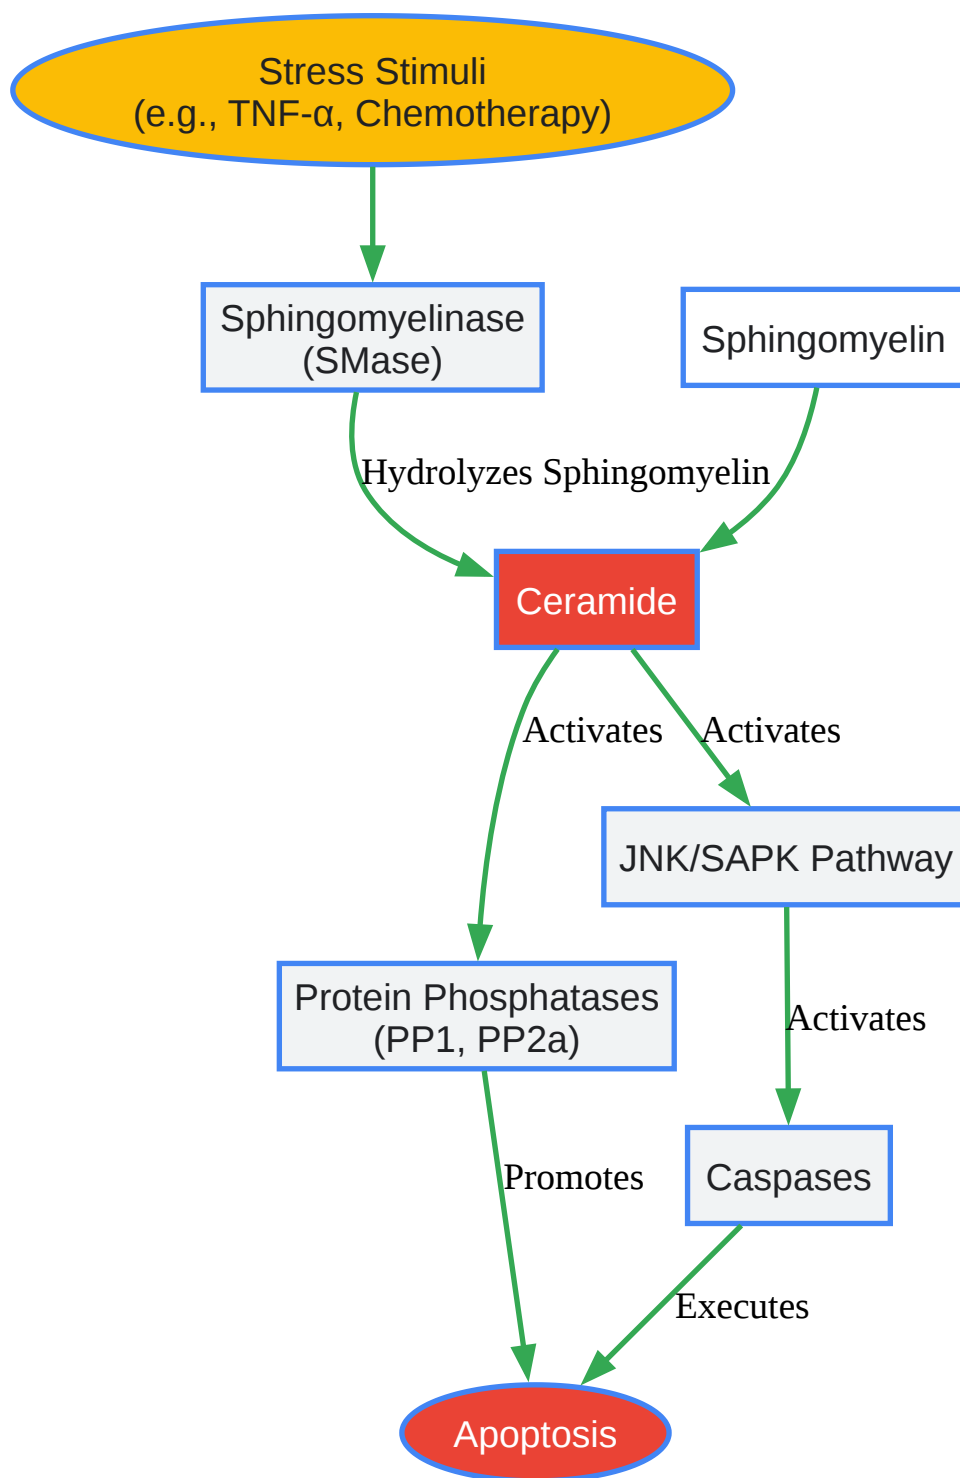 Stress Stimuli
(e.g., TNF-α, Chemotherapy)
Sphingomyelinase
(SMase)
Sphingomyelin
Hydrolyzes Sphingomyelin
Ceramide
Activates
Activates
JNK/SAPK Pathway
Protein Phosphatases
(PP1, PP2a)
Activates
Caspases
Promotes
Executes
Apoptosis